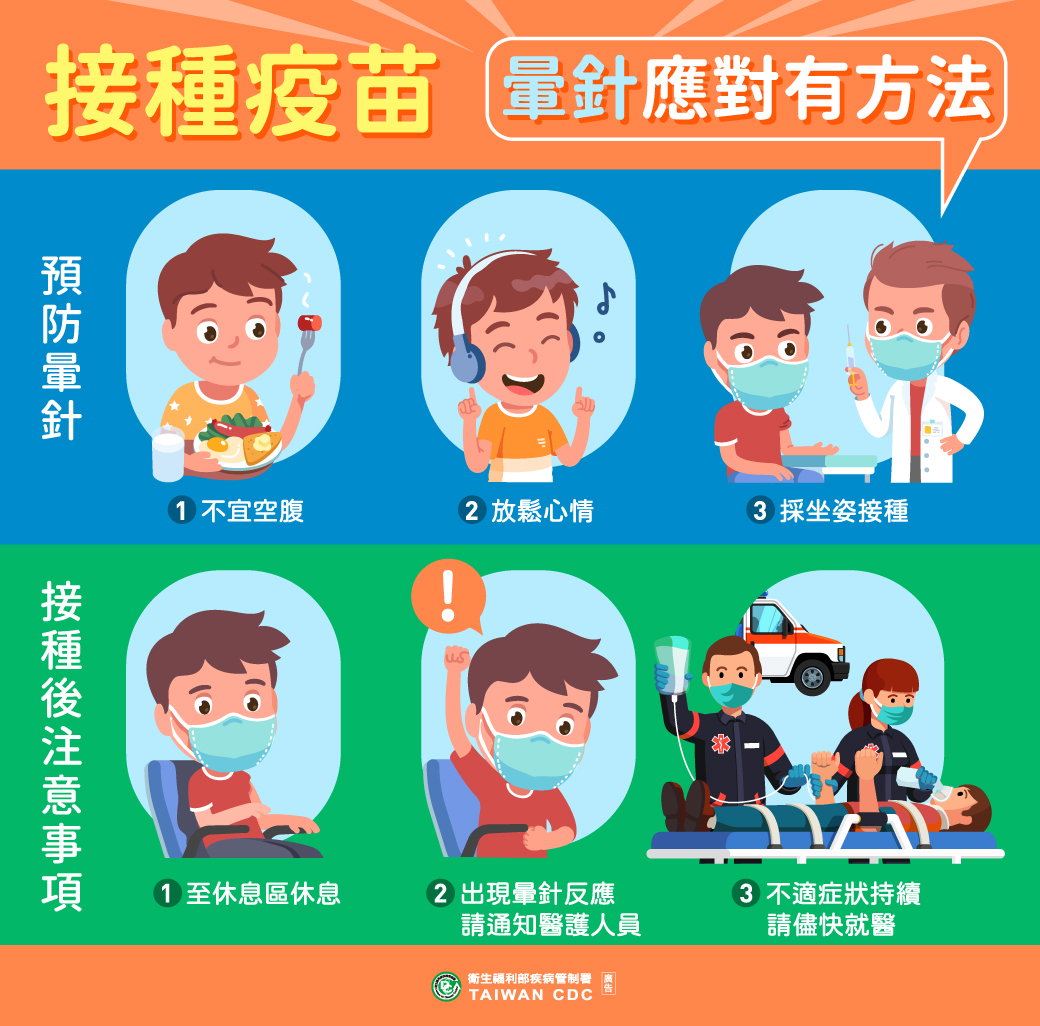 接種疫苗
暈針應對有方法
預防暈針
1 不宜空腹
2 放鬆心情
3 採坐姿接種
接種後注意事項
1 至休息區休息
2 出現暈針反應
請通知醫護人員
3 不適症狀持續
請儘快就醫
衛生福利部疾病管制署
TAIWAN CDC
廣告